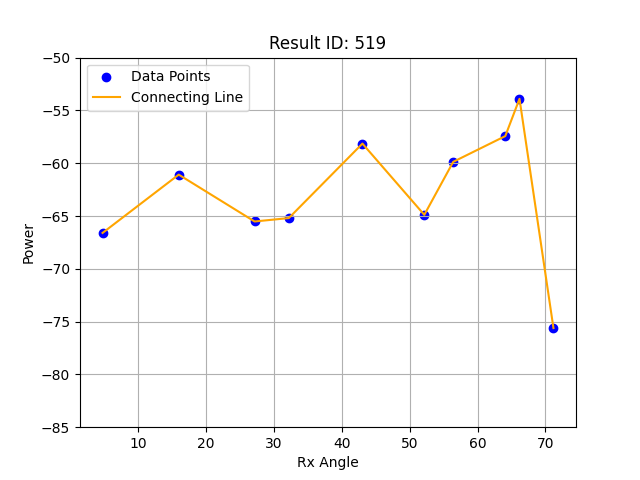 Result ID: 519
Data Points
Connecting Line
Power
−50
−55
−60
−65
−70
−75
−80
−85
10 20 30 40 50 60 70
Rx Angle